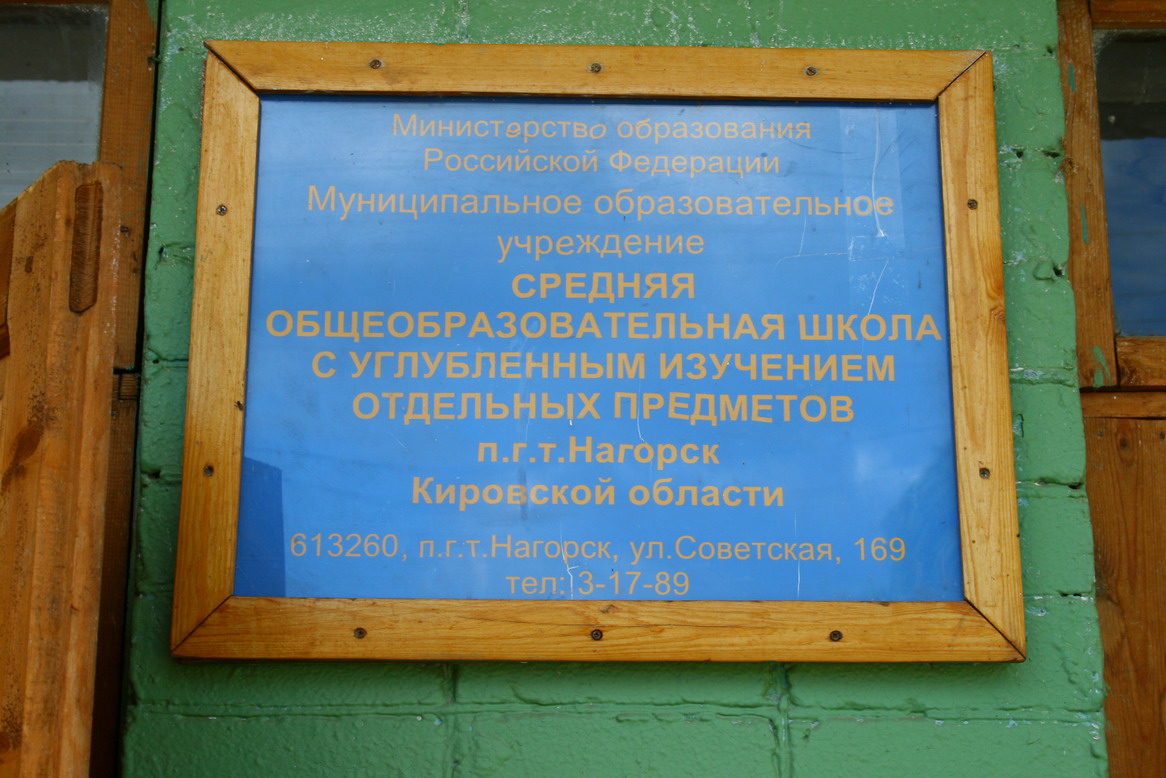 Министерство образования
Российской Федерации
Муниципальное образовательное
учреждение
СРЕДНЯЯ
ОБЩЕОБРАЗОВАТЕЛЬНАЯ ШКОЛА
С УГЛУБЛЕННЫМ ИЗУЧЕНИЕМ
ОТДЕЛЬНЫХ ПРЕДМЕТОВ
п.г.т.Нагорск
Кировской области
613260, п.г.т.Нагорск, ул.Советская, 169
тел: 3-17-89